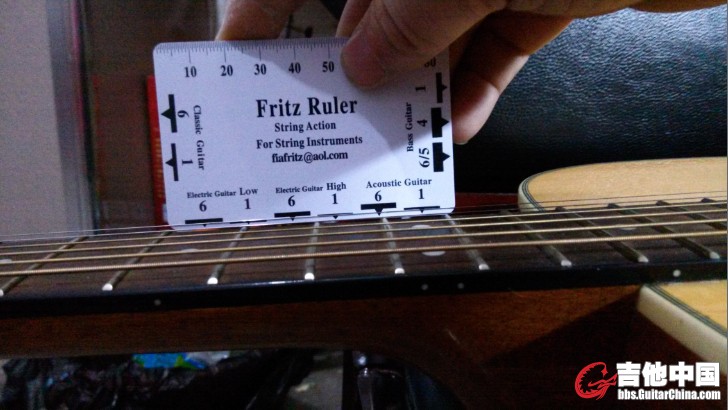 10 20 30 40 50
Fritz Ruler
String Action
For String Instruments
fiafritz@aol.com
Classic Guitar
6
1
Bass Guitar
1
4
6/5
Electric Guitar Low
6 1
Electric Guitar High
6 1
Acoustic Guitar
6 1
吉他中国
bbs.GuitarChina.com